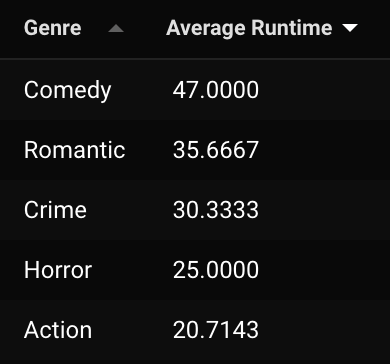 Genre Average Runtime
Comedy 47.0000
Romantic 35.6667
Crime 30.3333
Horror 25.0000
Action 20.7143